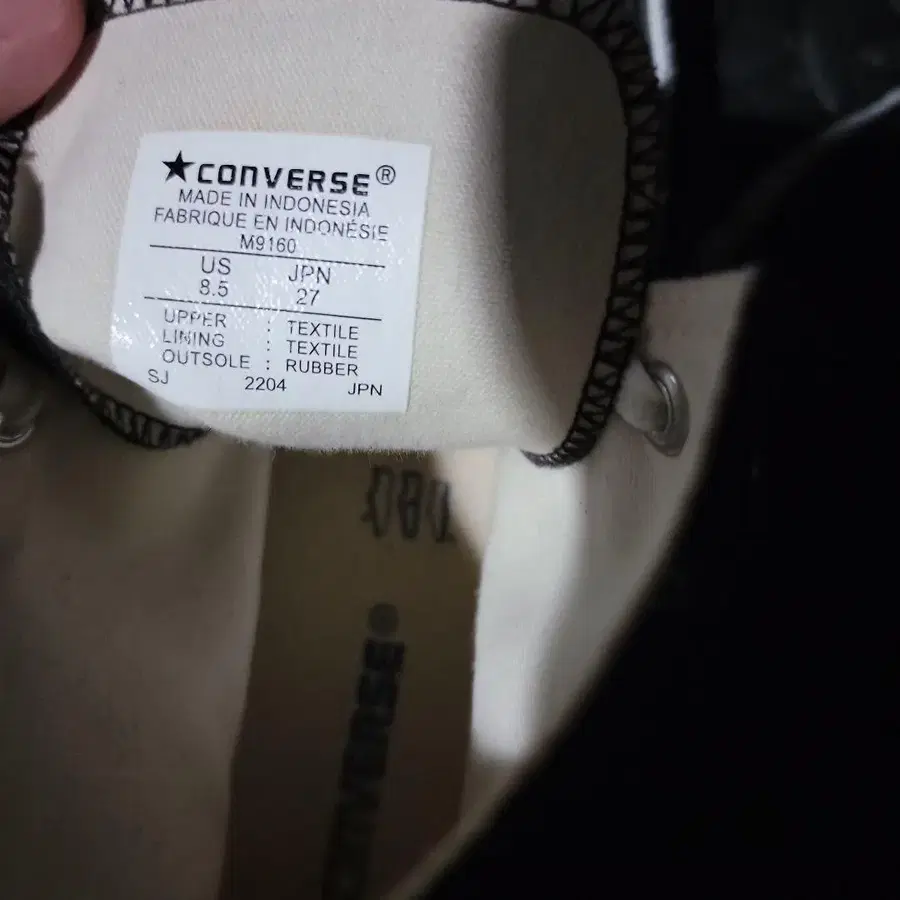 ★CONVERSE®
MADE IN INDONESIA
FABRIQUE EN INDONÉSIE
M9160
US JPN
8.5 27
UPPER : TEXTILE
LINING : TEXTILE
OUTSOLE : RUBBER
SJ 2204 JPN
CONVERSE